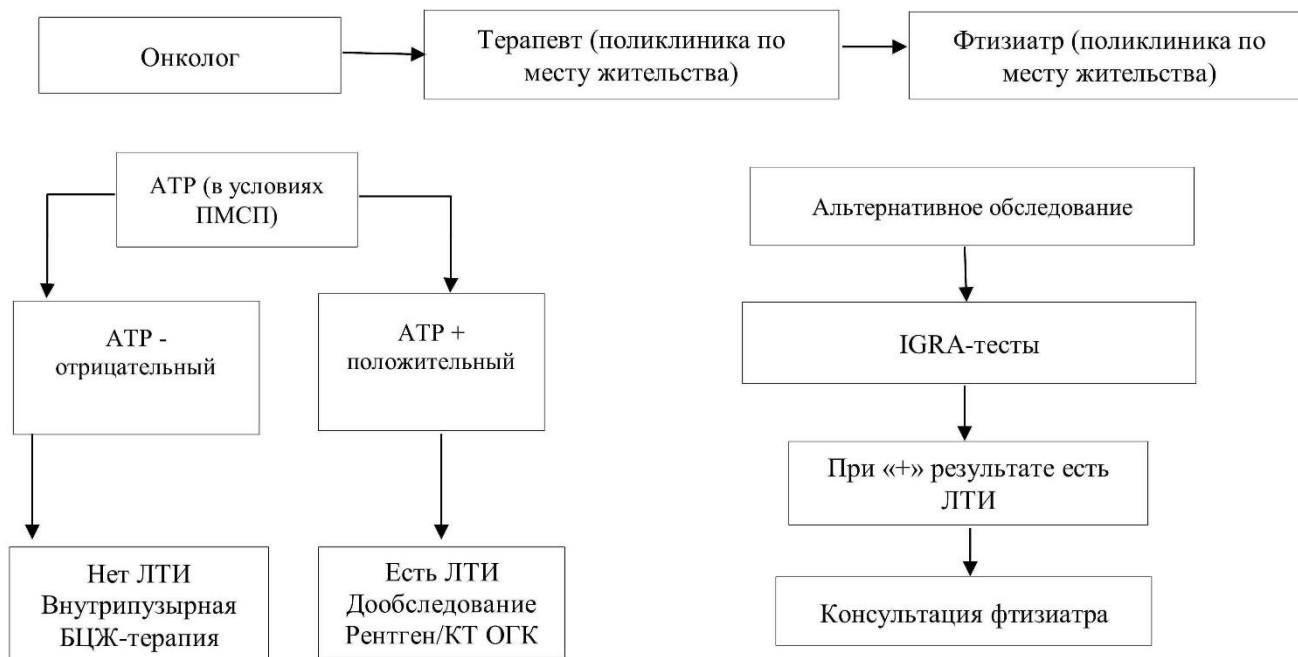 Онколог
Терапевт (поликлиника по
месту жительства)
Фтизиатр (поликлиника по
месту жительства)
АТР (в условиях
ПМСП)
АТР -
отрицательный
АТР +
положительный
Нет ЛТИ
Внутрипузырная
БЦЖ-терапия
Есть ЛТИ
Дообследование
Рентген/КТ ОГК
Альтернативное обследование
IGRA-тесты
При «+» результате есть
ЛТИ
Консультация фтизиатра